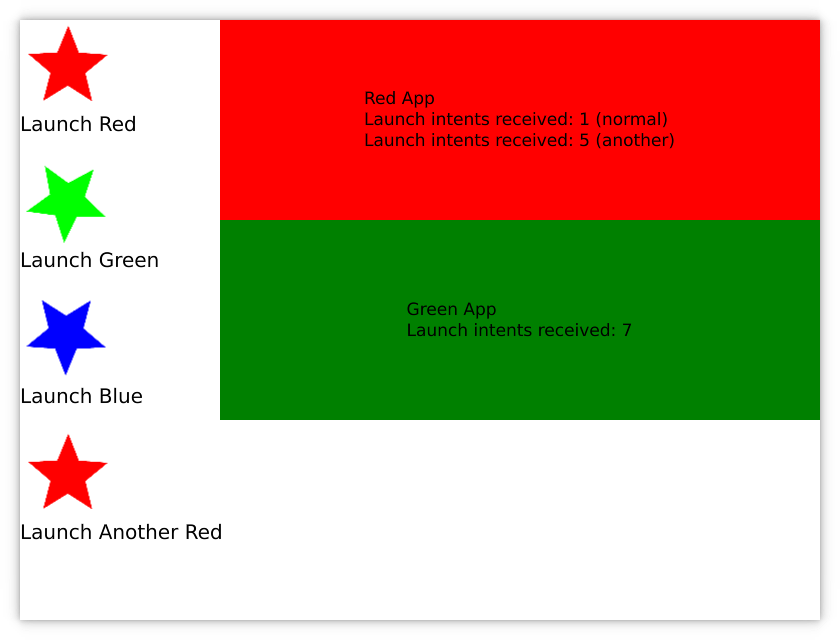 Launch Red
Launch Green
Launch Blue
Launch Another Red
Red App
Launch intents received: 1 (normal)
Launch intents received: 5 (another)
Green App
Launch intents received: 7